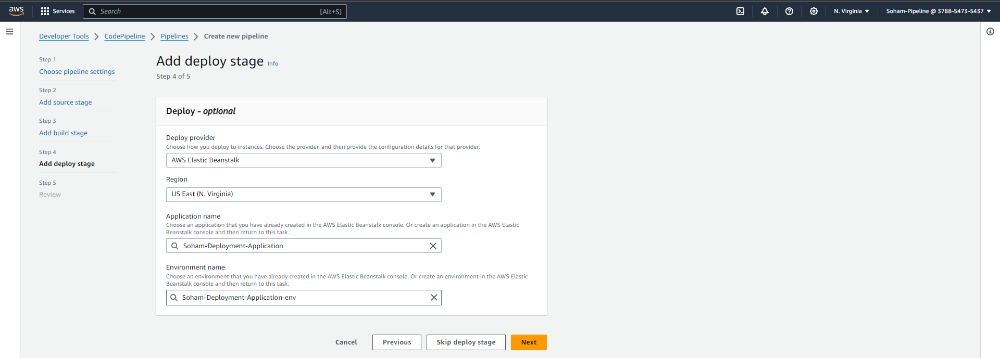 aws
Services
Search
[Alt+S]
N. Virginia
Soham-Pipeline @ 3788-5473-5437
Developer Tools
CodePipeline
Pipelines
Create new pipeline
Step 1
Choose pipeline settings
Step 2
Add source stage
Step 3
Add build stage
Step 4
Add deploy stage
Step 5
Review
Add deploy stage Info
Step 4 of 5
Deploy - optional
Deploy provider
Choose how you deploy to instances. Choose the provider, and then provide the configuration details for that provider.
AWS Elastic Beanstalk
Region
US East (N. Virginia)
Application name
Choose an application that you have already created in the AWS Elastic Beanstalk console. Or create an application in the AWS Elastic
Beanstalk console and then return to this task.
Soham-Deployment-Application
Environment name
Choose an environment that you have already created in the AWS Elastic Beanstalk console. Or create an environment in the AWS Elastic
Beanstalk console and then return to this task.
Soham-Deployment-Application-env
Cancel
Previous
Skip deploy stage
Next